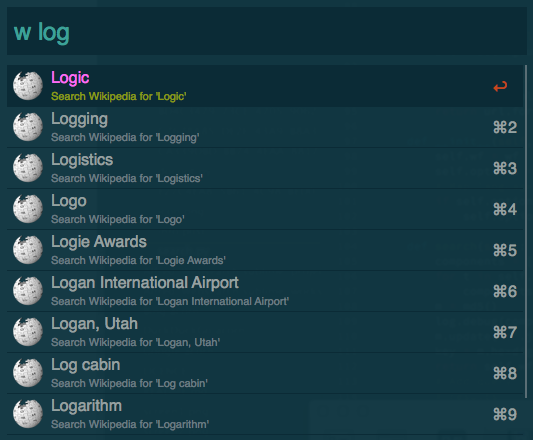 w log
Logic
Search Wikipedia for 'Logic'
↩
Logging
Search Wikipedia for 'Logging'
⌘2
Logistics
Search Wikipedia for 'Logistics'
⌘3
Logo
Search Wikipedia for 'Logo'
⌘4
Logie Awards
Search Wikipedia for 'Logie Awards'
⌘5
Logan International Airport
Search Wikipedia for 'Logan International Airport'
⌘6
Logan, Utah
Search Wikipedia for 'Logan, Utah'
⌘7
Log cabin
Search Wikipedia for 'Log cabin'
⌘8
Logarithm
Search Wikipedia for 'Logarithm'
⌘9